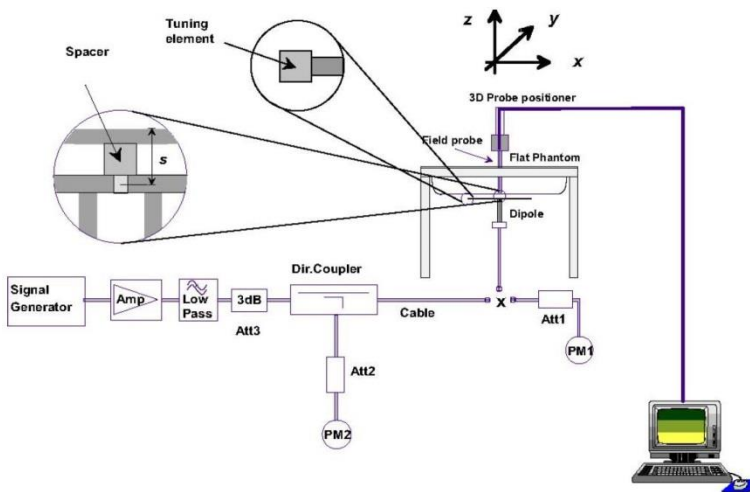 Tuning
element
Spacer
s
z
y
x
3D Probe positioner
Field probe
Flat Phantom
Dipole
Dir.Coupler
Signal
Generator
Amp
Low
Pass
3dB
Att3
Cable
x
Att1
PM1
Att2
PM2